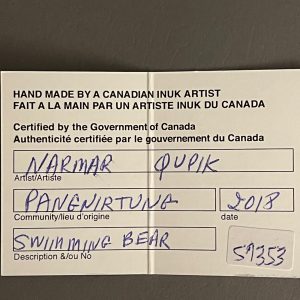 HAND MADE BY A CANADIAN INUK ARTIST
FAIT A LA MAIN PAR UN ARTISTE INUK DU CANADA
Certified by the Government of Canada
Authenticité certifiée par le gouvernement du Canada
NARMAR QUPIK
Artist/Artiste
PANGNIRTUNG 2018
Community/lieu d'origine date
SWIMMING BEAR
Description &/ou No
57353